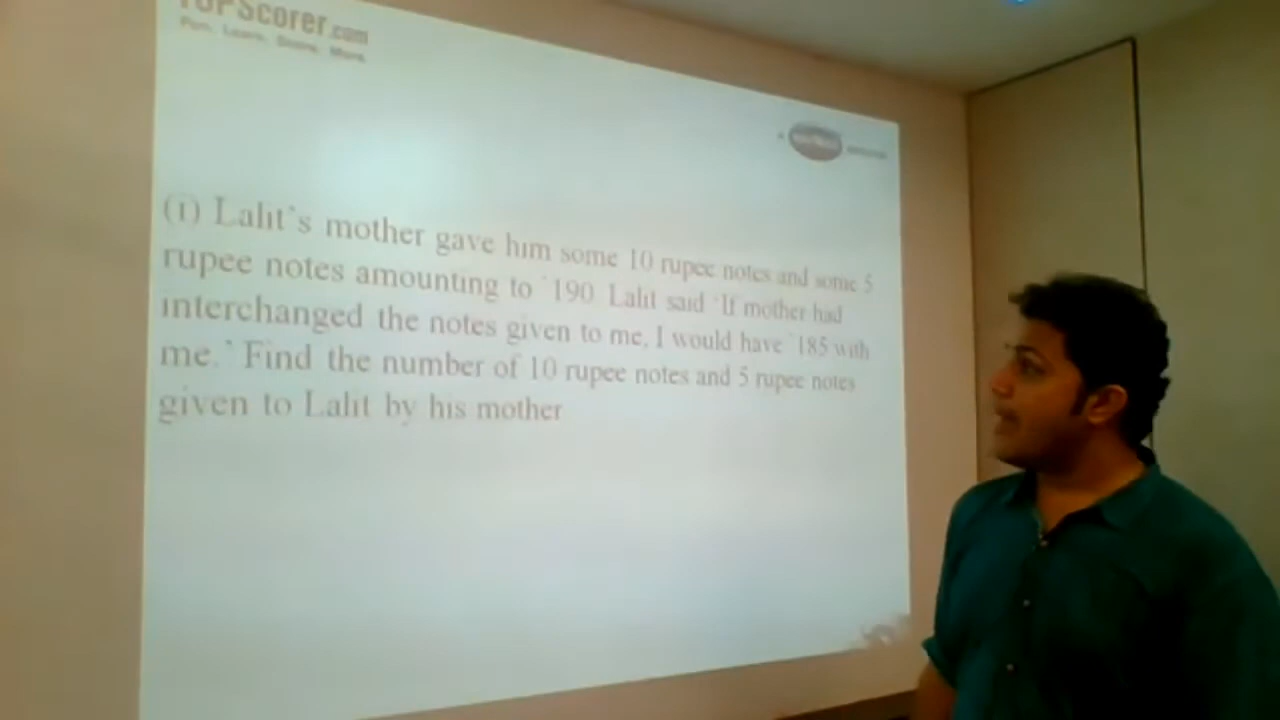 TOPScorer.com
(i) Lalit's mother gave him some 10 rupee notes and some 5
rupee notes amounting to `190 Lalit said `If mother had
interchanged the notes given to me, I would have `185 with
me.' Find the number of 10 rupee notes and 5 rupee notes
given to Lalit by his mother